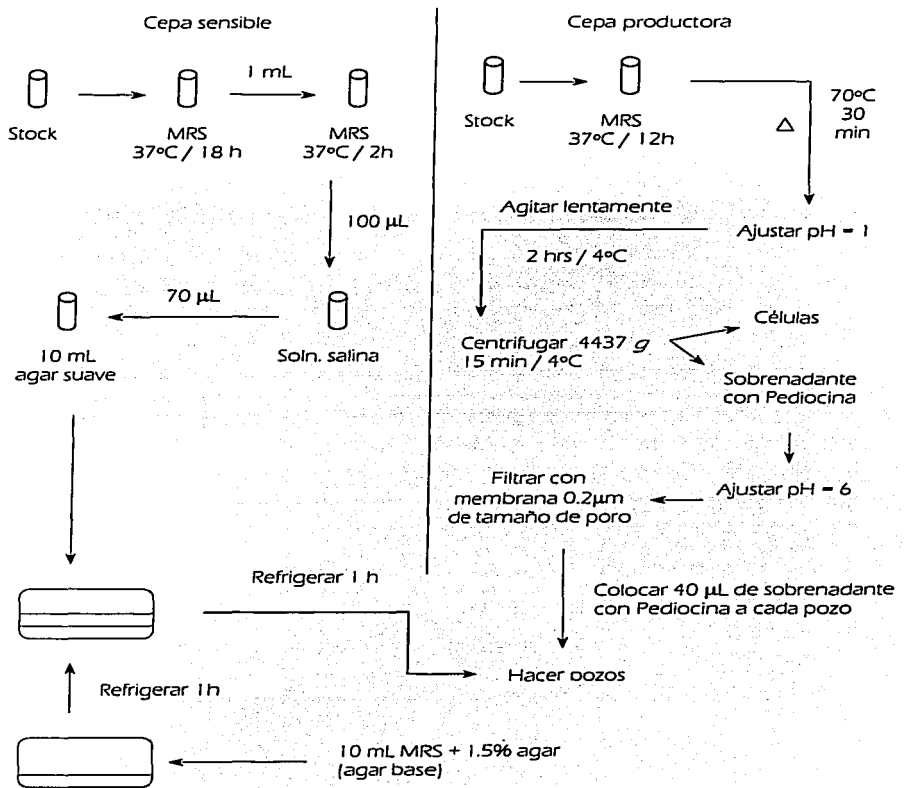 Cepa sensible
1 mL
Stock
MRS
37ºC / 18 h
MRS
37ºC / 2h
100 µL
70 µL
10 mL
agar suave
Soln. salina
Refrigerar 1 h
Refrigerar 1h
10 mL MRS + 1.5% agar
(agar base)
Cepa productora
Stock
MRS
37ºC / 12h
70ºC
30
min
△
Ajustar pH = 1
Agitar lentamente
2 hrs / 4ºC
Centrifugar 4437 g
15 min / 4ºC
Células
Sobrenadante
con Pediocina
Ajustar pH = 6
Filtrar con
membrana 0.2µm
de tamaño de poro
Colocar 40 µL de sobrenadante
con Pediocina a cada pozo
Hacer pozos